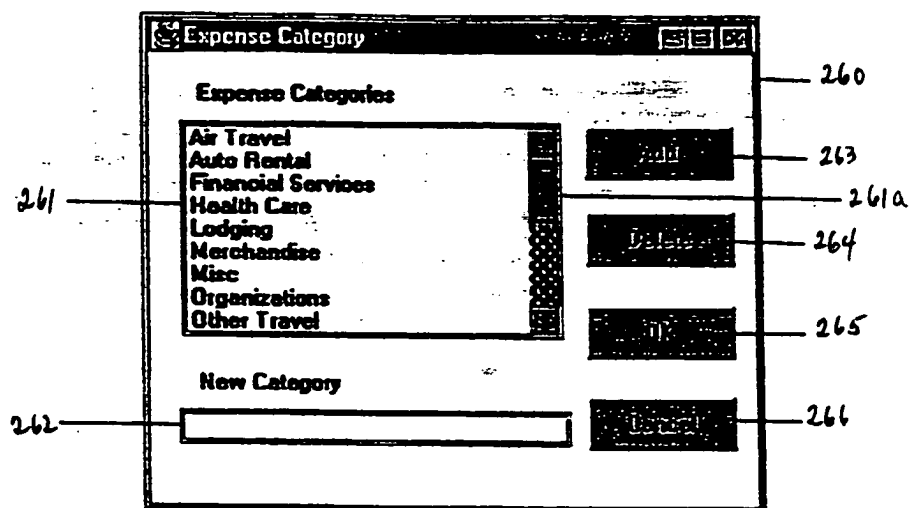 Expense Category
260
Expense Categories
Air Travel
Auto Rental
Financial Services
Health Care
Lodging
Merchandise
Misc
Organizations
Other Travel
261
261a
Add
263
Delete
264
265
New Category
262
Cancel
266